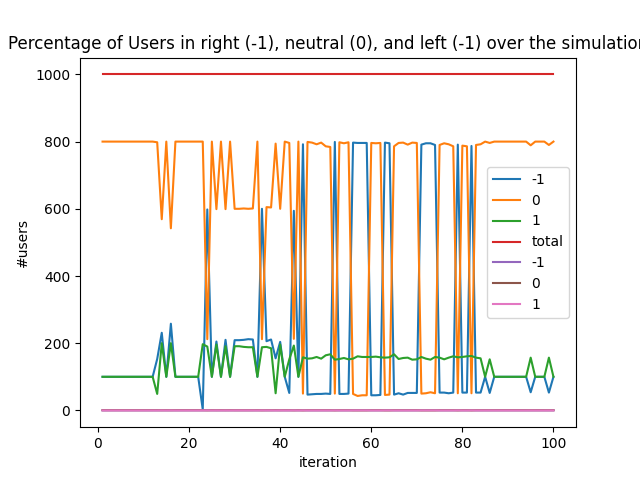 Percentage of Users in right (-1), neutral (0), and left (-1) over the simulation
1000
800
600
400
200
0
#users
0 20 40 60 80 100
iteration
-1
0
1
total
-1
0
1